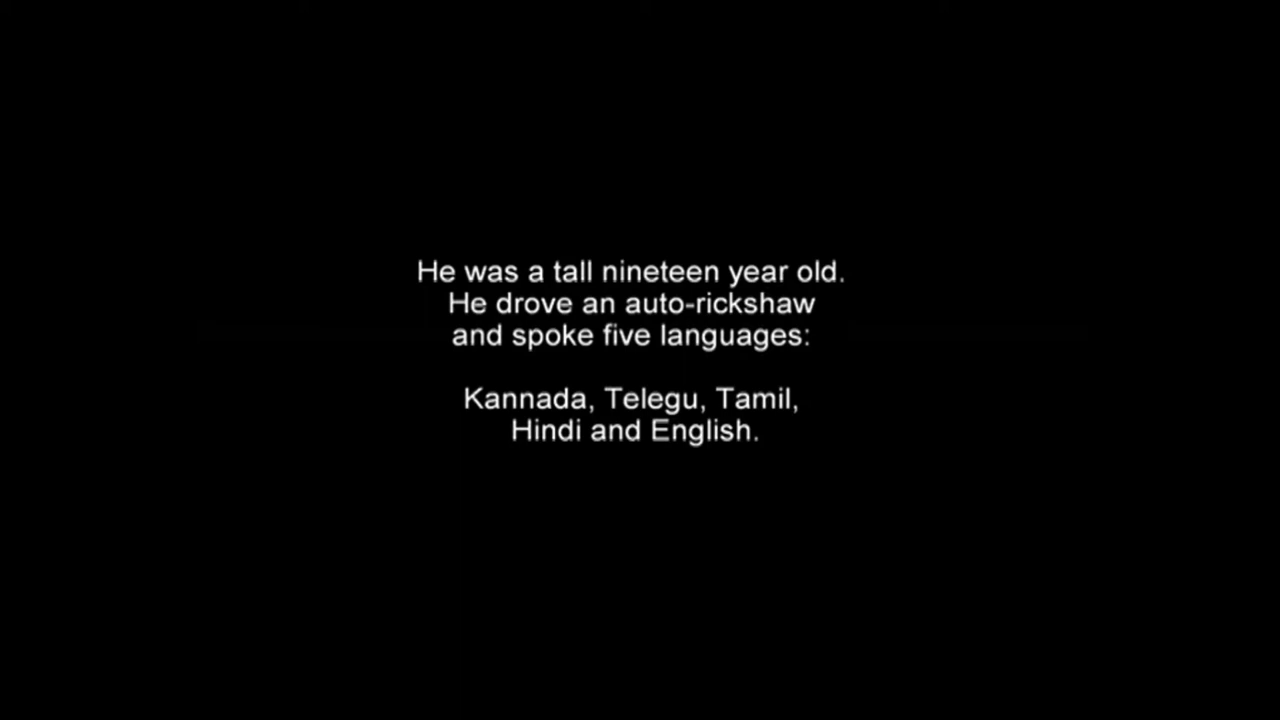 He was a tall nineteen year old.
He drove an auto-rickshaw
and spoke five languages:
Kannada, Telegu, Tamil,
Hindi and English.